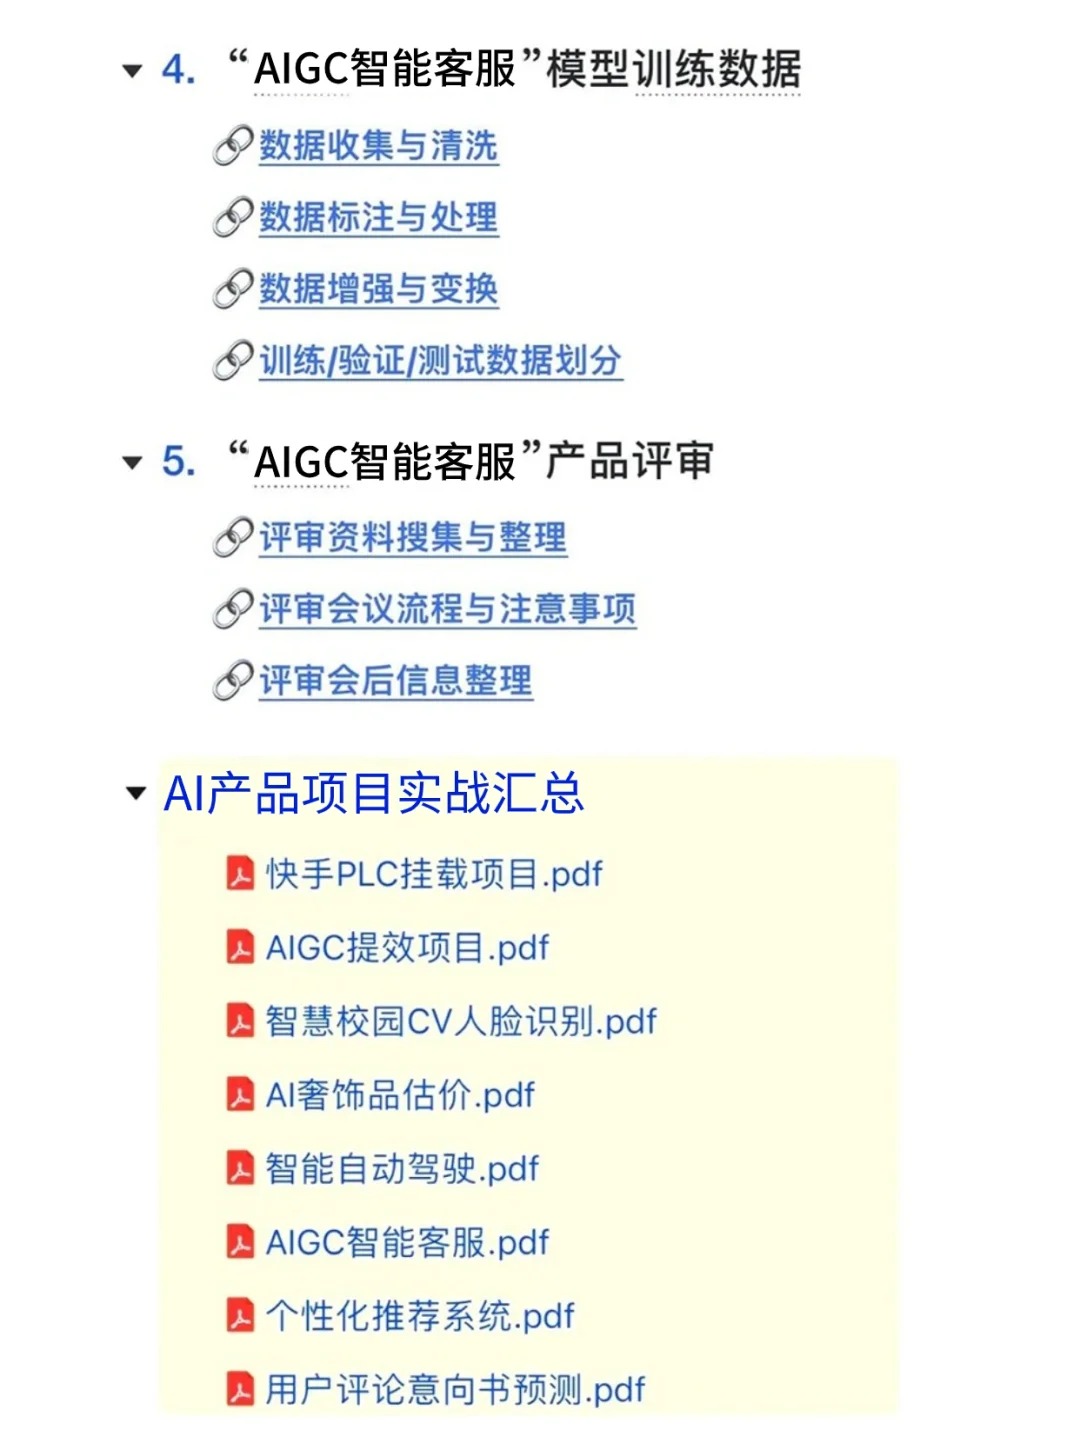 4. “AIGC智能客服”模型训练数据
数据收集与清洗
数据标注与处理
数据增强与变换
训练/验证/测试数据划分
5. “AIGC智能客服”产品评审
评审资料搜集与整理
评审会议流程与注意事项
评审会后信息整理
AI产品项目实战汇总
快手PLC挂载项目.pdf
AIGC提效项目.pdf
智慧校园CV人脸识别.pdf
AI奢饰品估价.pdf
智能自动驾驶.pdf
AIGC智能客服.pdf
个性化推荐系统.pdf
用户评论意向书预测.pdf